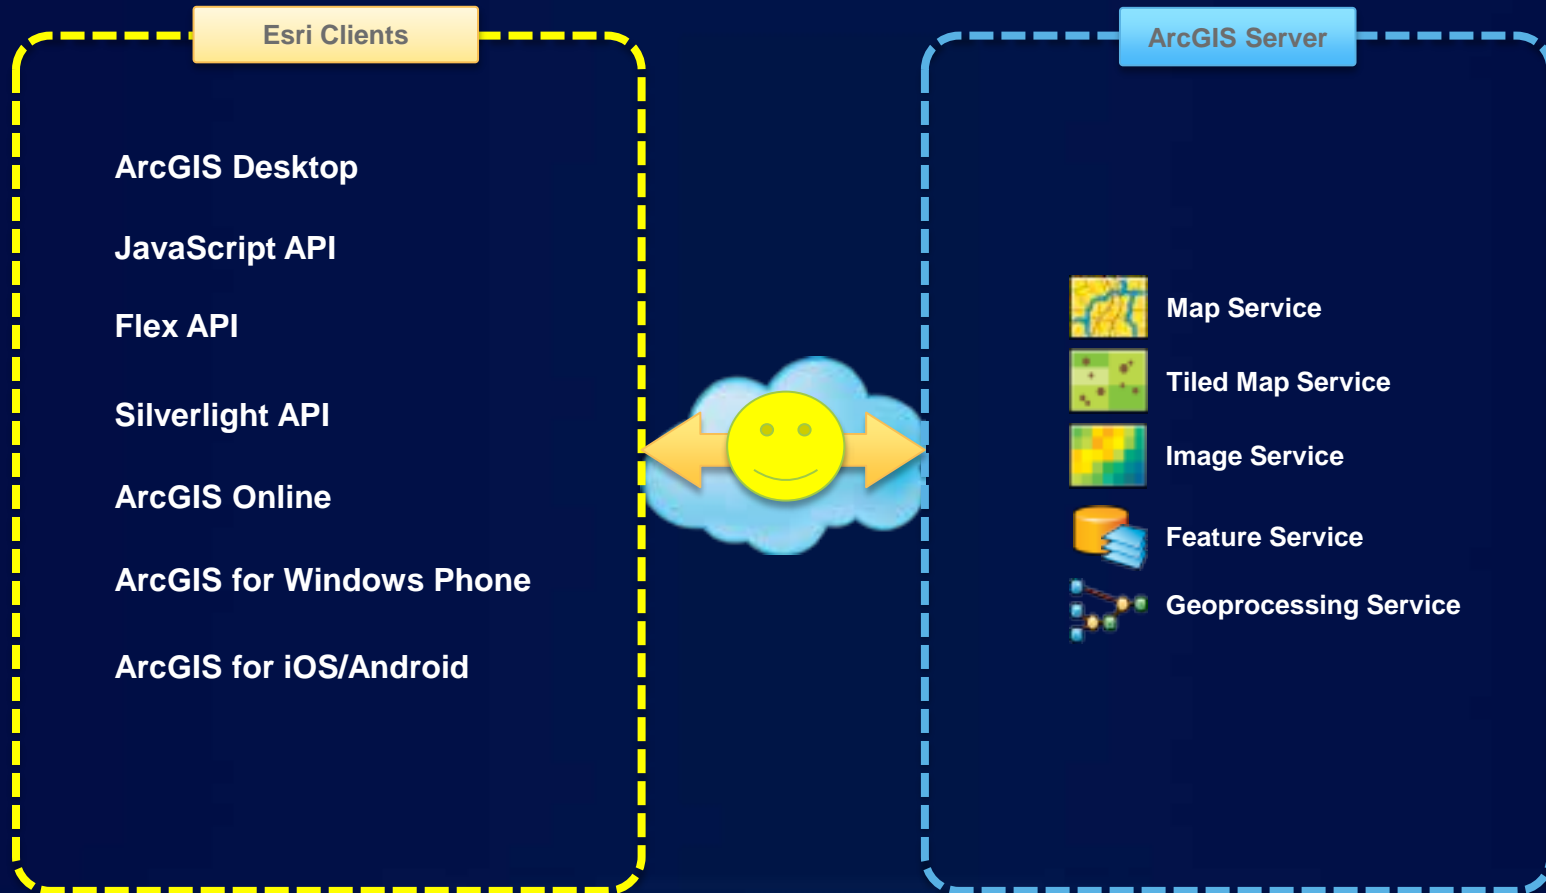 Esri Clients
ArcGIS Desktop
JavaScript API
Flex API
Silverlight API
ArcGIS Online
ArcGIS for Windows Phone
ArcGIS for iOS/Android
ArcGIS Server
Map Service
Tiled Map Service
Image Service
Feature Service
Geoprocessing Service